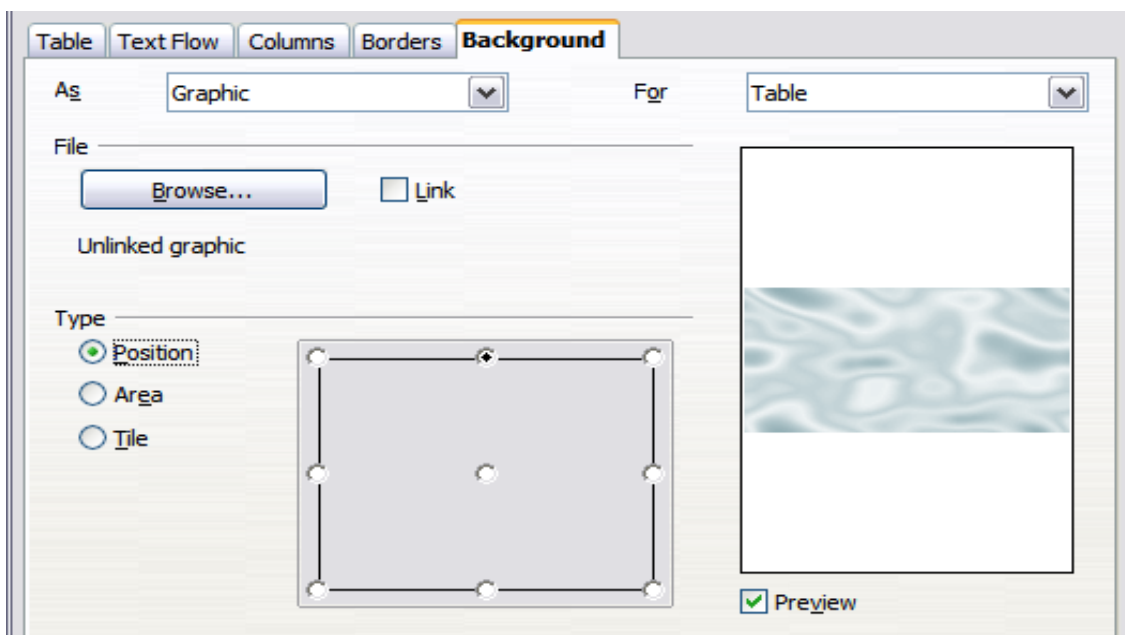 Table Text Flow Columns Borders Background
As Graphic For Table
File
Browse... Link
Unlinked graphic
Type
Position
Area
Tile
Preview